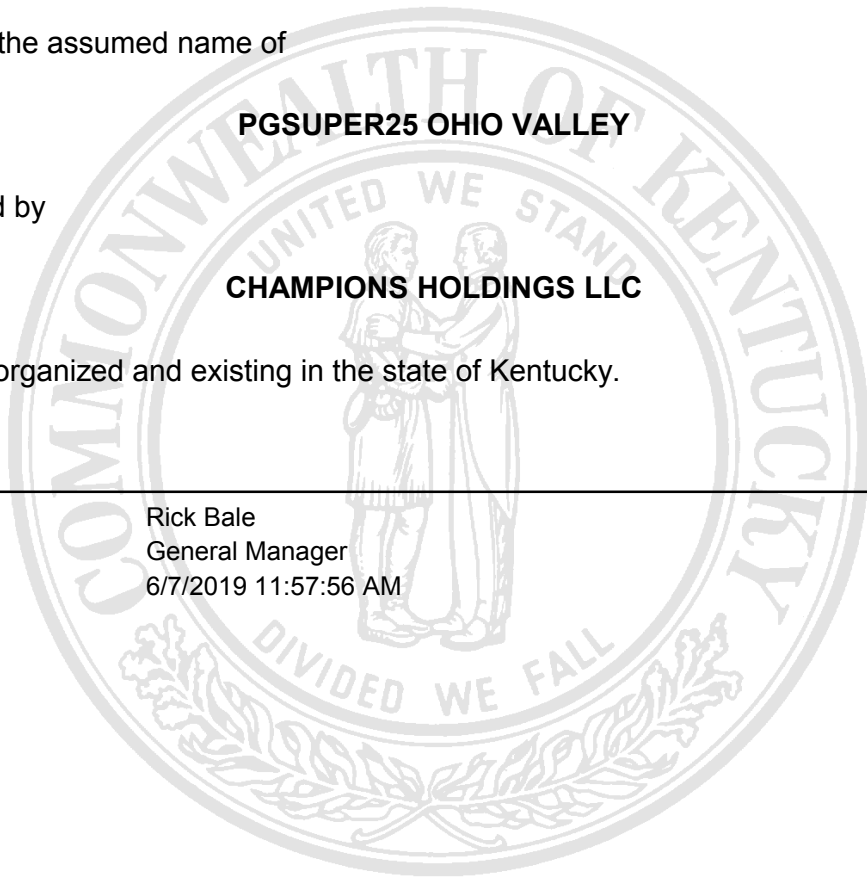 the assumed name of
PGSUPER25 OHIO VALLEY
d by
CHAMPIONS HOLDINGS LLC
organized and existing in the state of Kentucky.
Rick Bale
General Manager
6/7/2019 11:57:56 AM
COMMONWEALTH OF KENTUCKY
UNITED WE STAND
DIVIDED WE FALL